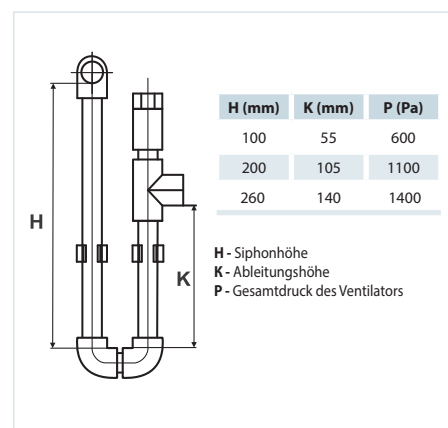 H (mm) K (mm) P (Pa)
100 55 600
200 105 1100
260 140 1400
H
K
H - Siphonhöhe
K - Ableitungshöhe
P - Gesamtdruck des Ventilators